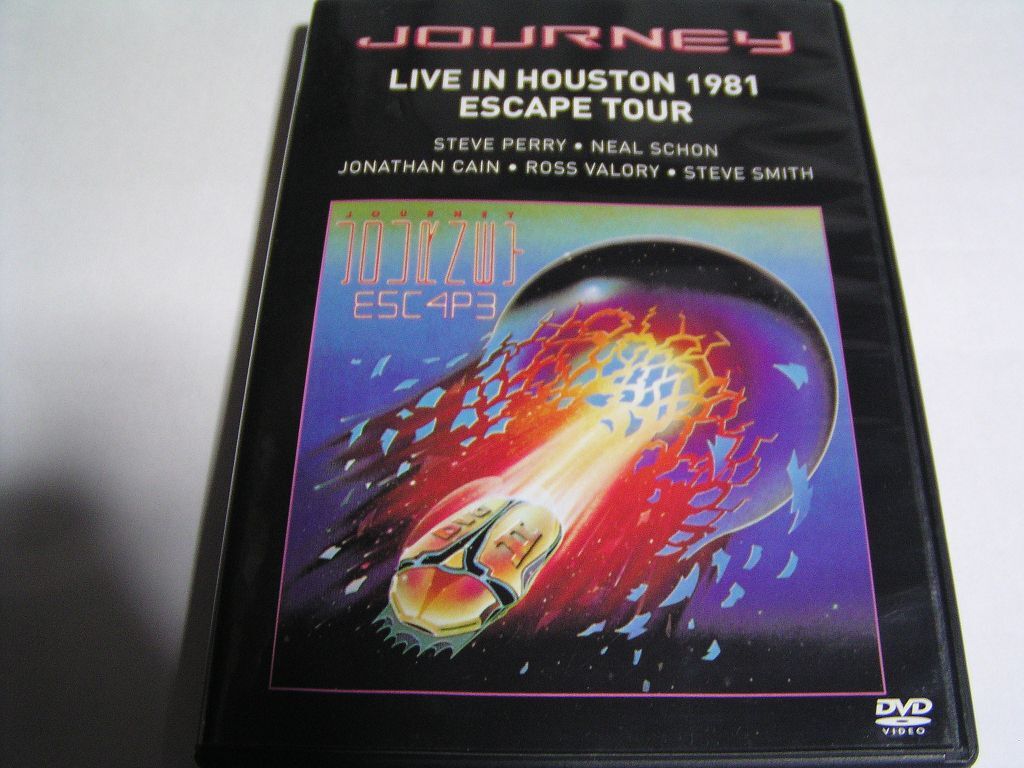 JOURNEY
LIVE IN HOUSTON 1981
ESCAPE TOUR
STEVE PERRY • NEAL SCHON
JONATHAN CAIN • ROSS VALORY • STEVE SMITH
JOURNEY
ESC4P3
DVD
VIDEO